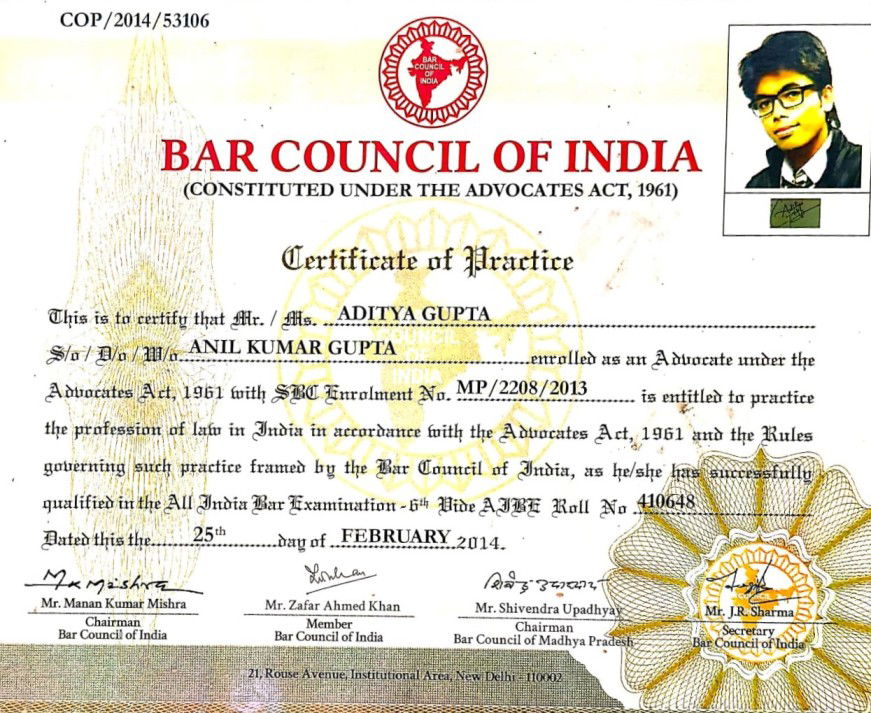 COP/2014/53106
BAR
COUNCIL
OF
INDIA
BAR COUNCIL OF INDIA
(CONSTITUTED UNDER THE ADVOCATES ACT, 1961)
Certificate of Practice
This is to certify that Mr. / Ms. ADITYA GUPTA
S/o / D/o / W/o ANIL KUMAR GUPTA enrolled as an Advocate under the
Advocates Act, 1961 with SBC Enrolment No. MP/2208/2013 is entitled to practice
the profession of law in India in accordance with the Advocates Act, 1961 and the Rules
governing such practice framed by the Bar Council of India, as he/she has successfully
qualified in the All India Bar Examination -6th Vide AIBE Roll No 410648
Dated this the 25th day of FEBRUARY 2014.
Mr. Manan Kumar Mishra
Chairman
Bar Council of India
Mr. Zafar Ahmed Khan
Member
Bar Council of India
Mr. Shivendra Upadhyay
Chairman
Bar Council of Madhya Pradesh
Mr. J.R. Sharma
Secretary
Bar Council of India
21, Rouse Avenue, Institutional Area, New Delhi - 110002